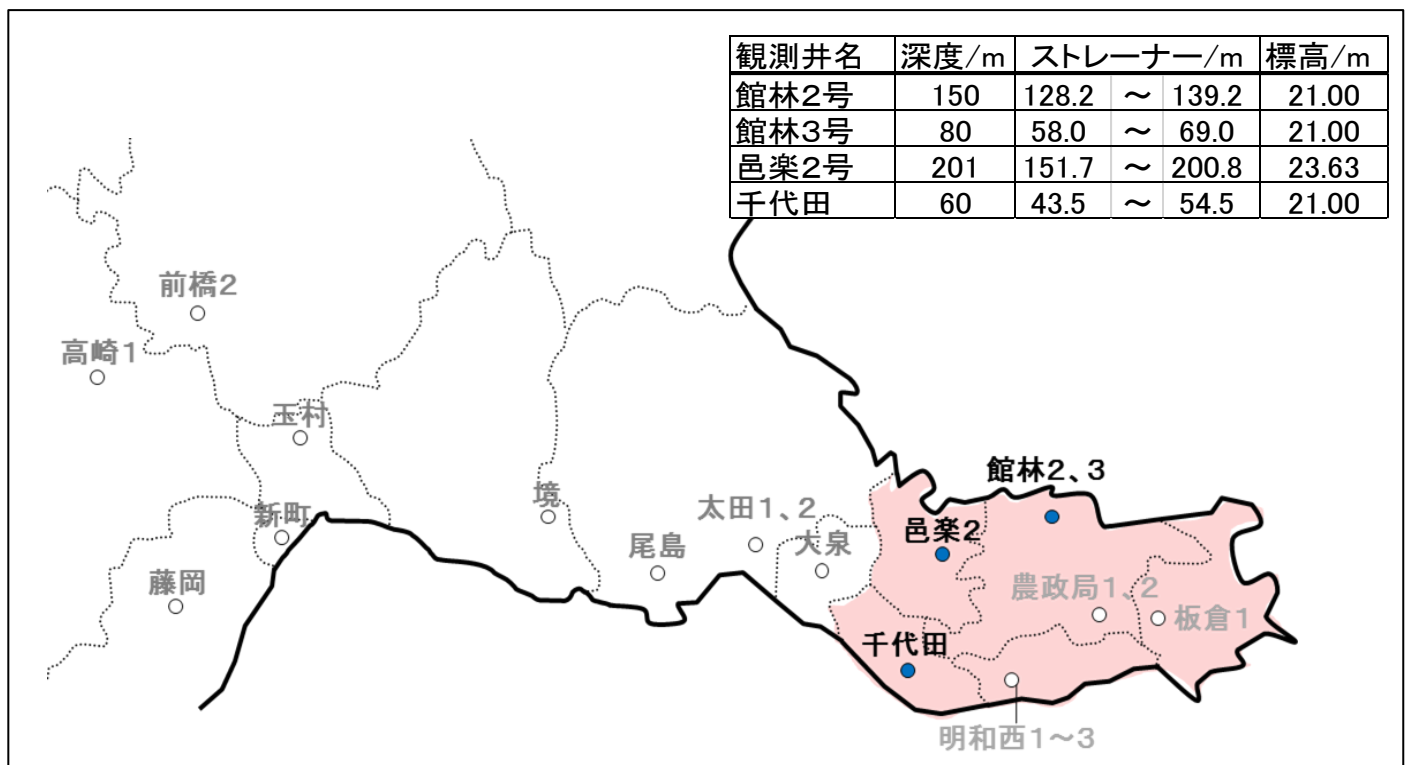 観測井名 深度/m ストレーナー/m 標高/m
館林2号 150 128.2 ～ 139.2 21.00
館林3号 80 58.0 ～ 69.0 21.00
邑楽2号 201 151.7 ～ 200.8 23.63
千代田 60 43.5 ～ 54.5 21.00
前橋2
高崎1
玉村
館林2、3
境
太田1、2
新町
邑楽2
大泉
尾島
藤岡
農政局1、2
板倉1
千代田
明和西1～3